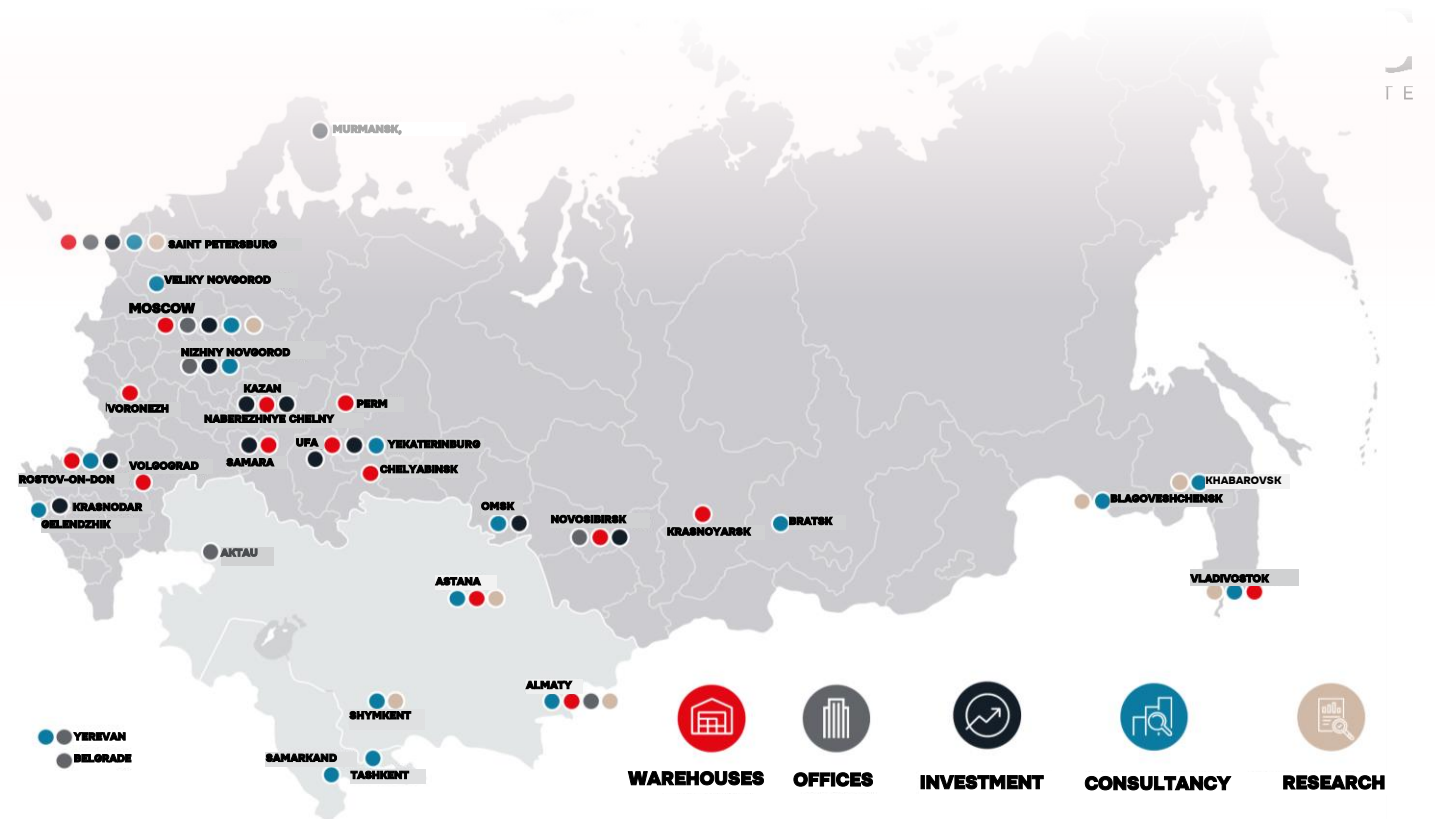 T E
MURMANSK,
SAINT PETERSBURG
VELIKY NOVGOROD
MOSCOW
NIZHNY NOVGOROD
KAZAN
PERM
VORONEZH
NABEREZHNYE CHELNY
UFA
YEKATERINBURG
SAMARA
VOLGOGRAD
CHELYABINSK
ROSTOV-ON-DON
KHABAROVSK
BLAGOVESHCHENSK
KRASNODAR
OMSK
GELENDZHIK
NOVOSIBIRSK
BRATSK
KRASNOYARSK
AKTAU
VLADIVOSTOK
ASTANA
ALMATY
SHYMKENT
YEREVAN
BELGRADE
SAMARKAND
TASHKENT
WAREHOUSES
OFFICES
INVESTMENT
CONSULTANCY
RESEARCH